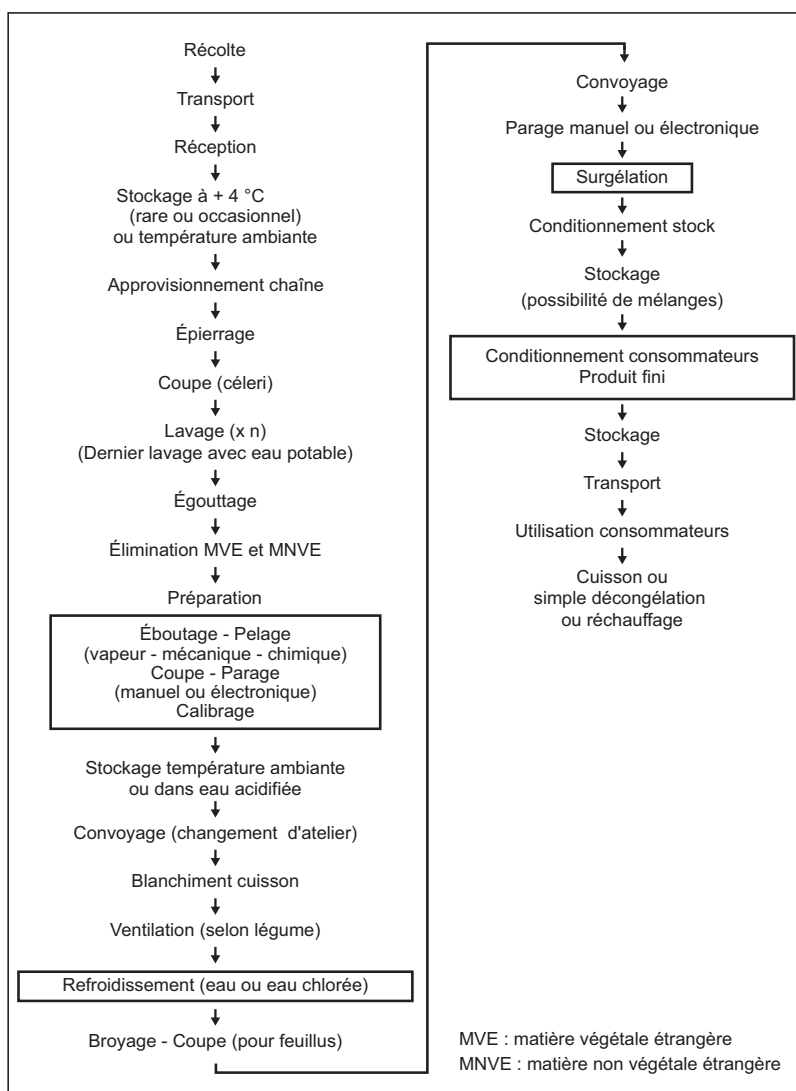 Récolte
Transport
Réception
Stockage à + 4 °C
(rare ou occasionnel)
ou température ambiante
Approvisionnement chaîne
Épierrage
Coupe (céleri)
Lavage (x n)
(Dernier lavage avec eau potable)
Égouttage
Élimination MVE et MNVE
Préparation
Éboutage - Pelage
(vapeur - mécanique - chimique)
Coupe - Parage
(manuel ou électronique)
Calibrage
Stockage température ambiante
ou dans eau acidifiée
Convoyage (changement d'atelier)
Blanchiment cuisson
Ventilation (selon légume)
Refroidissement (eau ou eau chlorée)
Broyage - Coupe (pour feuillus)
Convoyage
Parage manuel ou électronique
Surgélation
Conditionnement stock
Stockage
(possibilité de mélanges)
Conditionnement consommateurs
Produit fini
Stockage
Transport
Utilisation consommateurs
Cuisson ou
simple décongélation
ou réchauffage
MVE : matière végétale étrangère
MNVE : matière non végétale étrangère